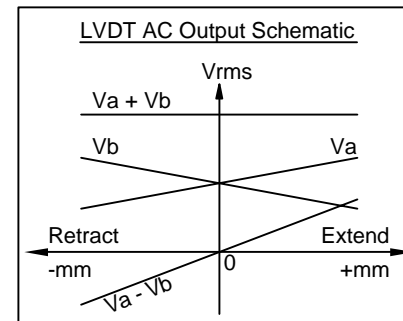 LVDT AC Output Schematic
Vrms
Va + Vb
Vb
Va
Retract
Extend
-mm
0
+mm
Va - Vb